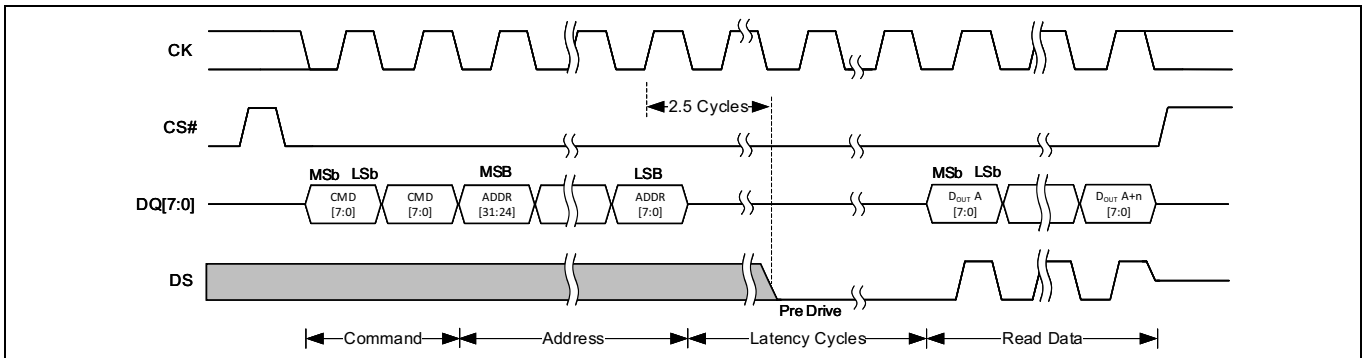 CK
2.5 Cycles
CS#
MSb LSb MSB LSB MSb LSb
DQ[7:0] CMD [7:0] CMD [7:0] ADDR [31:24] ADDR [7:0] DOUT A [7:0] DOUT A+n [7:0]
DS
Pre Drive
Command Address Latency Cycles Read Data